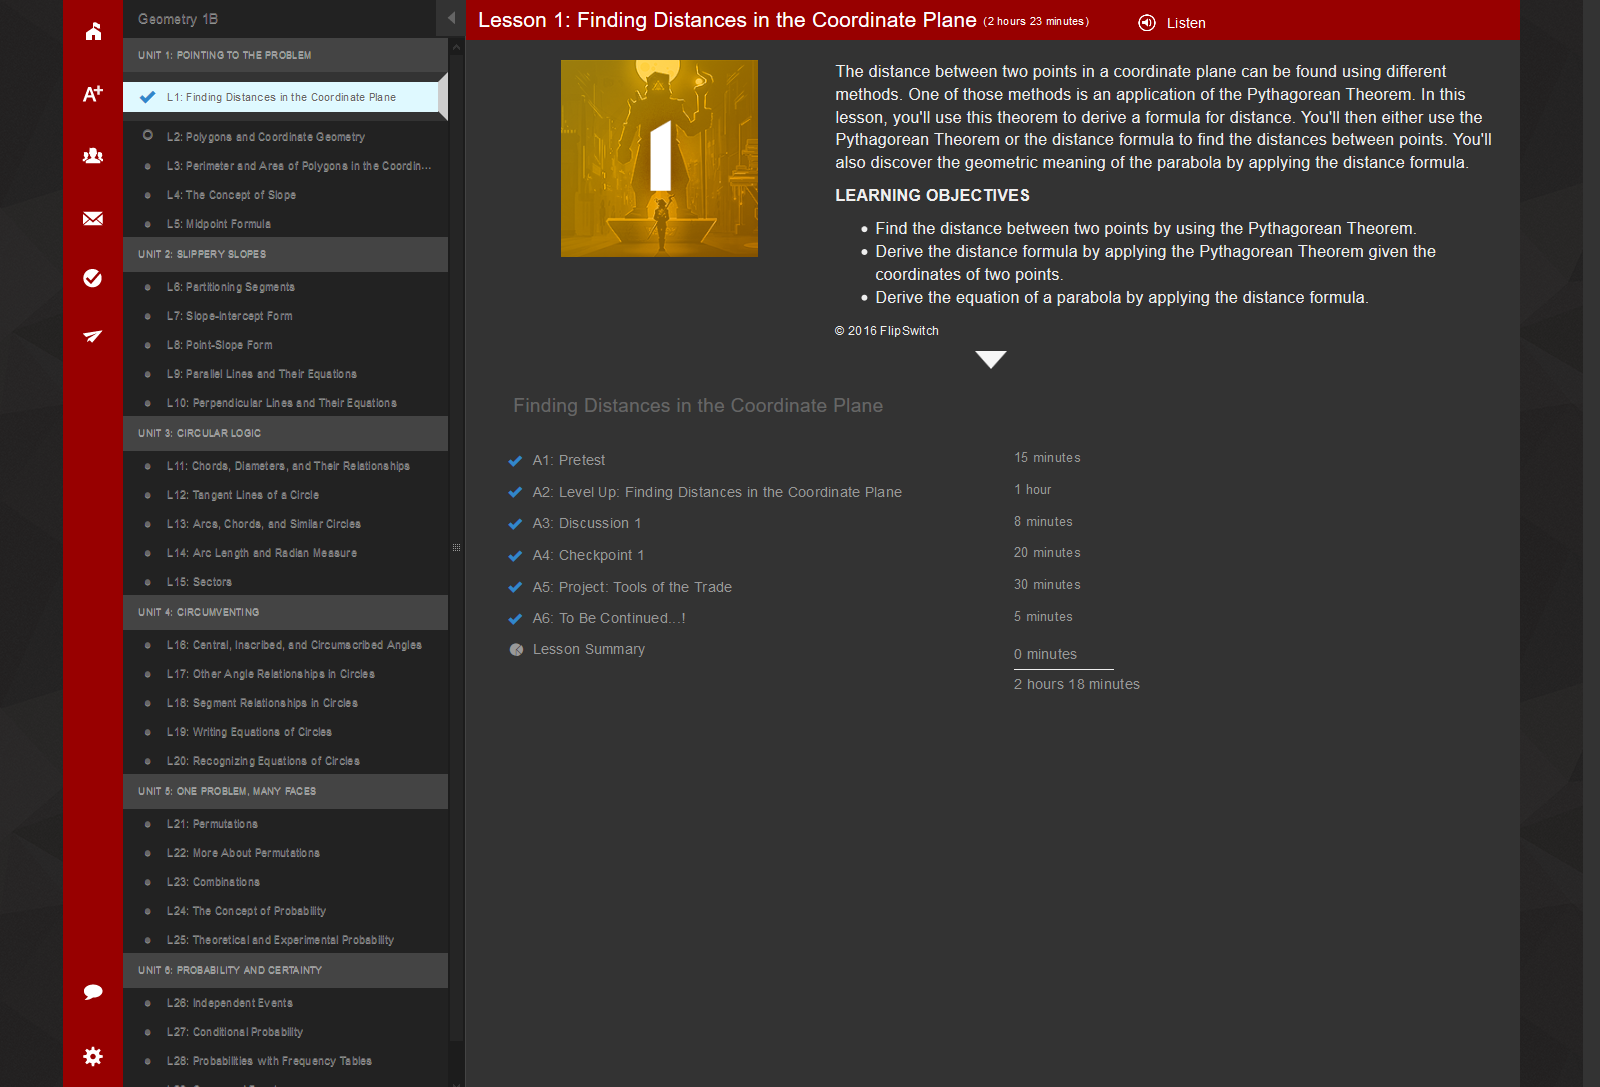 Geometry 1B
UNIT 1: POINTING TO THE PROBLEM
L1: Finding Distances in the Coordinate Plane
L2: Polygons and Coordinate Geometry
L3: Perimeter and Area of Polygons in the Coordin...
L4: The Concept of Slope
L5: Midpoint Formula
UNIT 2: SLIPPERY SLOPES
L6: Partitioning Segments
L7: Slope-Intercept Form
L8: Point-Slope Form
L9: Parallel Lines and Their Equations
L10: Perpendicular Lines and Their Equations
UNIT 3: CIRCULAR LOGIC
L11: Chords, Diameters, and Their Relationships
L12: Tangent Lines of a Circle
L13: Arcs, Chords, and Similar Circles
L14: Arc Length and Radian Measure
L15: Sectors
UNIT 4: CIRCUMVENTING
L16: Central, Inscribed, and Circumscribed Angles
L17: Other Angle Relationships in Circles
L18: Segment Relationships in Circles
L19: Writing Equations of Circles
L20: Recognizing Equations of Circles
UNIT 5: ONE PROBLEM, MANY FACES
L21: Permutations
L22: More About Permutations
L23: Combinations
L24: The Concept of Probability
L25: Theoretical and Experimental Probability
UNIT 6: PROBABILITY AND CERTAINTY
L26: Independent Events
L27: Conditional Probability
L28: Probabilities with Frequency Tables
A+
Lesson 1: Finding Distances in the Coordinate Plane (2 hours 23 minutes) Listen
1
The distance between two points in a coordinate plane can be found using different
methods. One of those methods is an application of the Pythagorean Theorem. In this
lesson, you'll use this theorem to derive a formula for distance. You'll then either use the
Pythagorean Theorem or the distance formula to find the distances between points. You'll
also discover the geometric meaning of the parabola by applying the distance formula.
LEARNING OBJECTIVES
• Find the distance between two points by using the Pythagorean Theorem.
• Derive the distance formula by applying the Pythagorean Theorem given the
coordinates of two points.
• Derive the equation of a parabola by applying the distance formula.
© 2016 FlipSwitch
Finding Distances in the Coordinate Plane
A1: Pretest 15 minutes
A2: Level Up: Finding Distances in the Coordinate Plane 1 hour
A3: Discussion 1 8 minutes
A4: Checkpoint 1 20 minutes
A5: Project: Tools of the Trade 30 minutes
A6: To Be Continued...! 5 minutes
Lesson Summary 0 minutes
2 hours 18 minutes